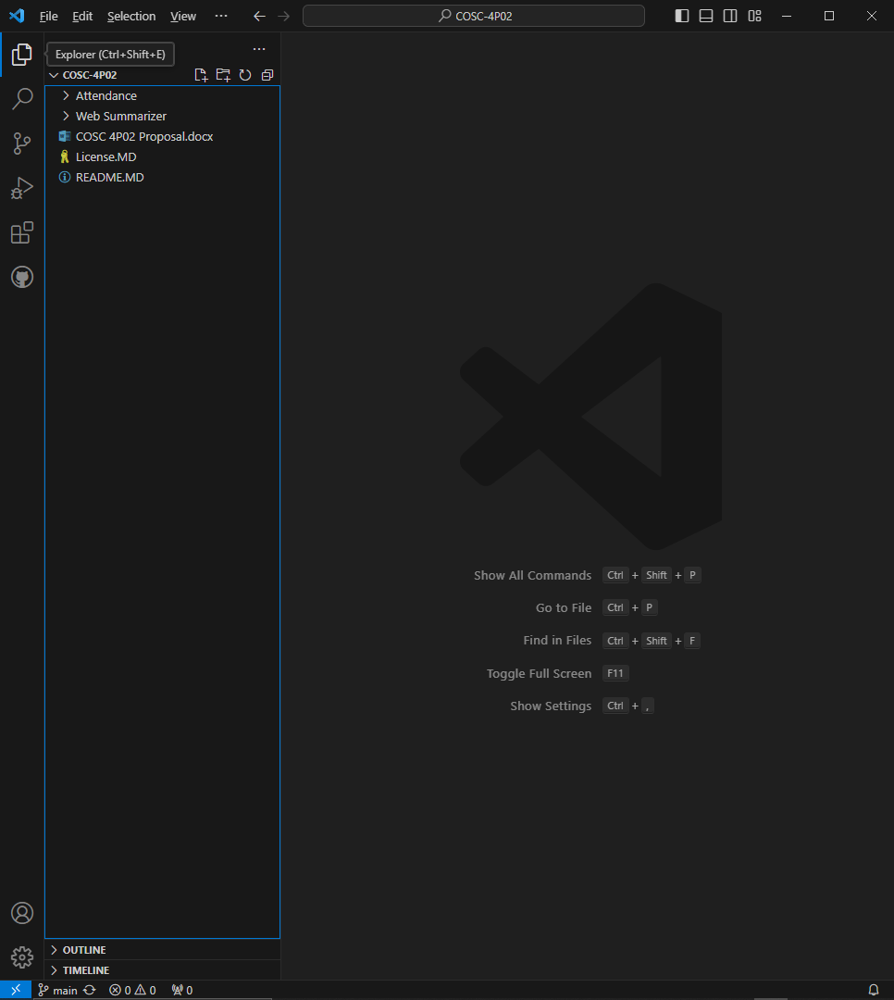 File Edit Selection View ··· COSC-4P02
Explorer (Ctrl+Shift+E) ···
COSC-4P02
Attendance
Web Summarizer
COSC 4P02 Proposal.docx
License.MD
README.MD
Show All Commands Ctrl + Shift + P
Go to File Ctrl + P
Find in Files Ctrl + Shift + F
Toggle Full Screen F11
Show Settings Ctrl + ,
OUTLINE
TIMELINE
main 0 0 0